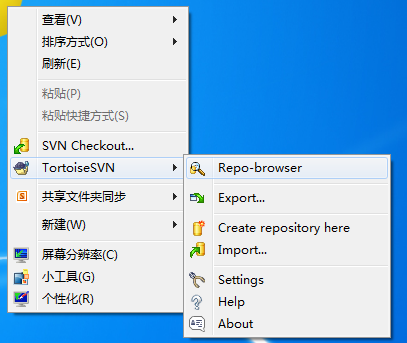 查看(V)
排序方式(O)
刷新(E)
粘贴(P)
粘贴快捷方式(S)
SVN Checkout...
TortoiseSVN
共享文件夹同步
新建(W)
屏幕分辨率(C)
小工具(G)
个性化(R)
Repo-browser
Export...
Create repository here
Import...
Settings
Help
About